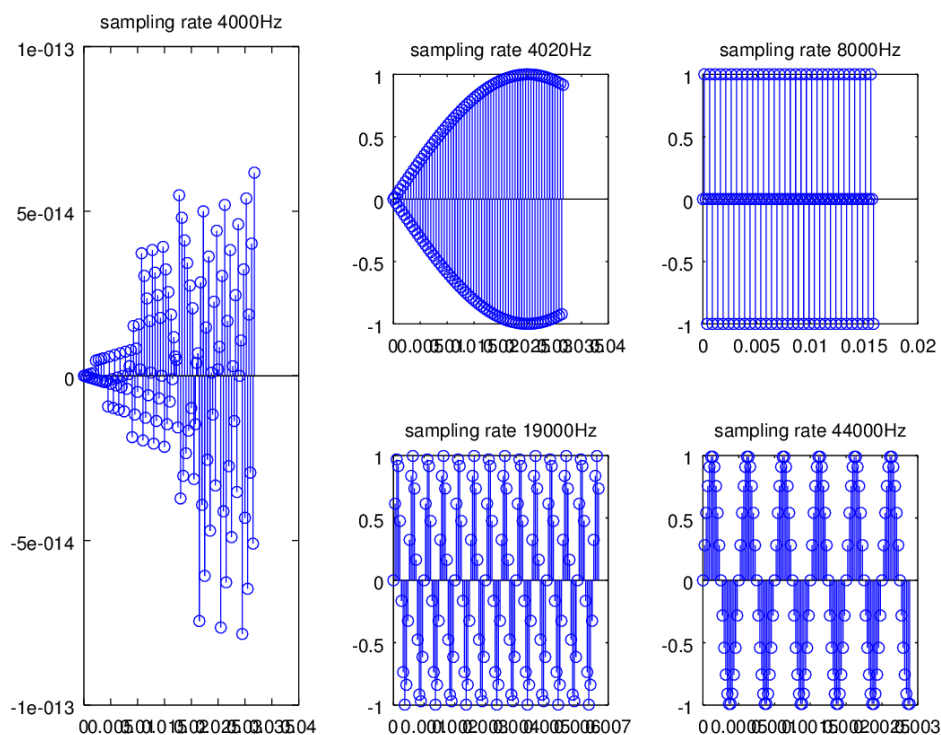 sampling rate 4000Hz
1e-013
5e-014
0
-5e-014
-1e-013
sampling rate 4020Hz
1
0.5
0
-0.5
-1
sampling rate 8000Hz
1
0.5
0
-0.5
-1
0 0.005 0.01 0.015 0.02
sampling rate 19000Hz
1
0.5
0
-0.5
-1
sampling rate 44000Hz
1
0.5
0
-0.5
-1